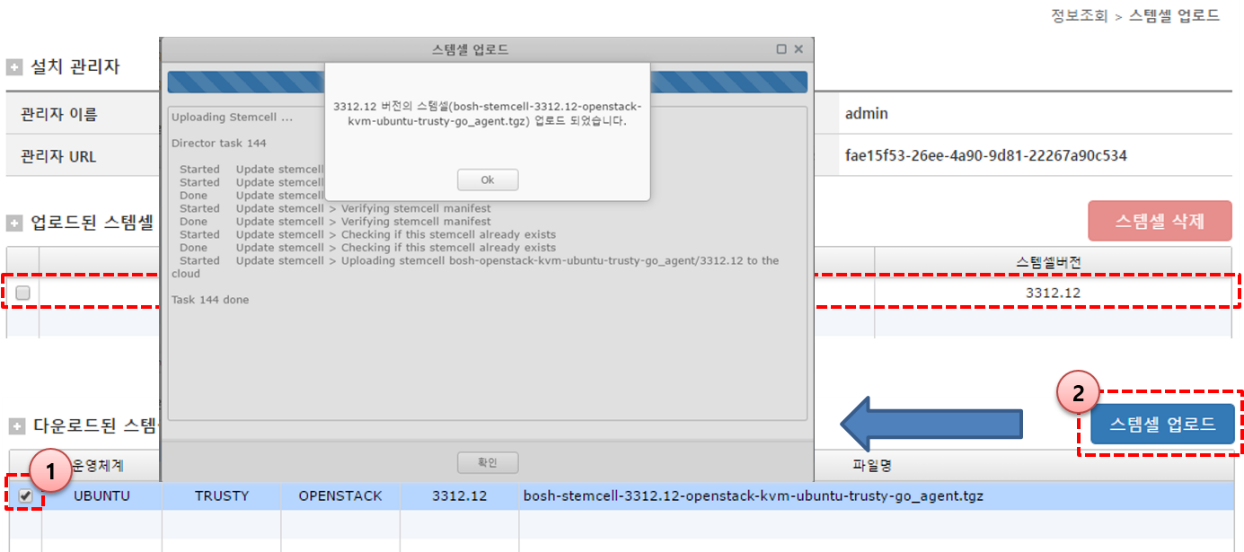 정보조회 > 스템셀 업로드
설치 관리자
관리자 이름
admin
관리자 URL
fae15f53-26ee-4a90-9d81-22267a90c534
업로드된 스템셀
스템셀 삭제
스템셀버전
3312.12
스템셀 업로드
Uploading Stemcell ...
Director task 144
Started Update stemcell
Started Update stemcell
Done Update stemcell
Started Update stemcell > Verifying stemcell manifest
Done Update stemcell > Verifying stemcell manifest
Started Update stemcell > Checking if this stemcell already exists
Done Update stemcell > Checking if this stemcell already exists
Started Update stemcell > Uploading stemcell bosh-openstack-kvm-ubuntu-trusty-go_agent/3312.12 to the
cloud
Task 144 done
3312.12 버전의 스템셀(bosh-stemcell-3312.12-openstack-
kvm-ubuntu-trusty-go_agent.tgz) 업로드 되었습니다.
Ok
확인
다운로드된 스템
2
스템셀 업로드
1
운영체계
파일명
UBUNTU TRUSTY OPENSTACK 3312.12 bosh-stemcell-3312.12-openstack-kvm-ubuntu-trusty-go_agent.tgz